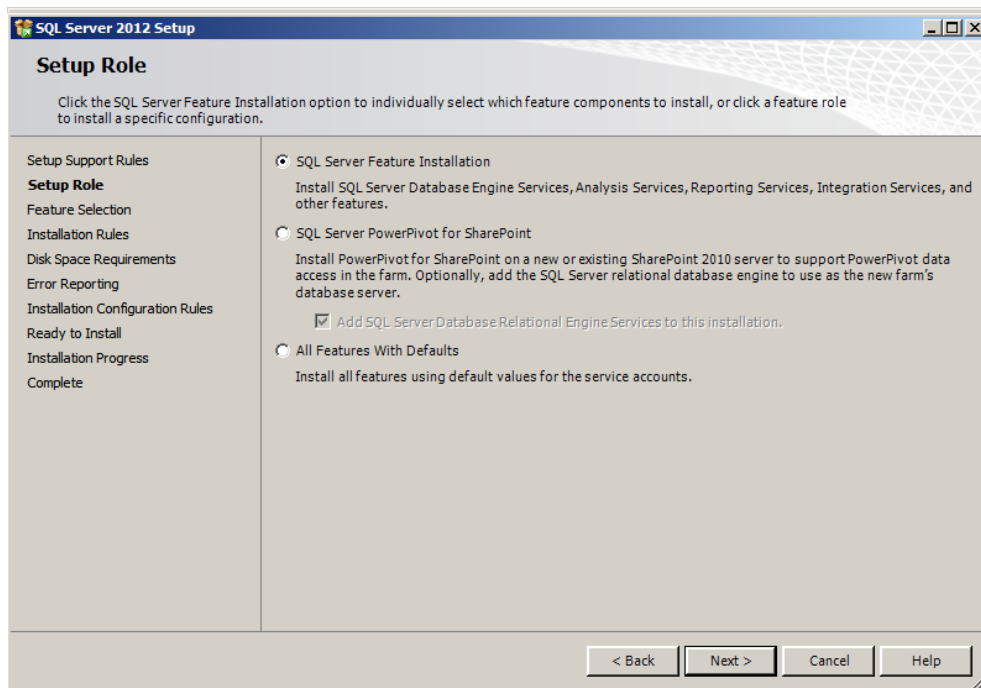 SQL Server 2012 Setup
Setup Role
Click the SQL Server Feature Installation option to individually select which feature components to install, or click a feature role
to install a specific configuration.
Setup Support Rules
Setup Role
Feature Selection
Installation Rules
Disk Space Requirements
Error Reporting
Installation Configuration Rules
Ready to Install
Installation Progress
Complete
SQL Server Feature Installation
Install SQL Server Database Engine Services, Analysis Services, Reporting Services, Integration Services, and
other features.
SQL Server PowerPivot for SharePoint
Install PowerPivot for SharePoint on a new or existing SharePoint 2010 server to support PowerPivot data
access in the farm. Optionally, add the SQL Server relational database engine to use as the new farm's
database server.
Add SQL Server Database Relational Engine Services to this installation.
All Features With Defaults
Install all features using default values for the service accounts.
< Back
Next >
Cancel
Help